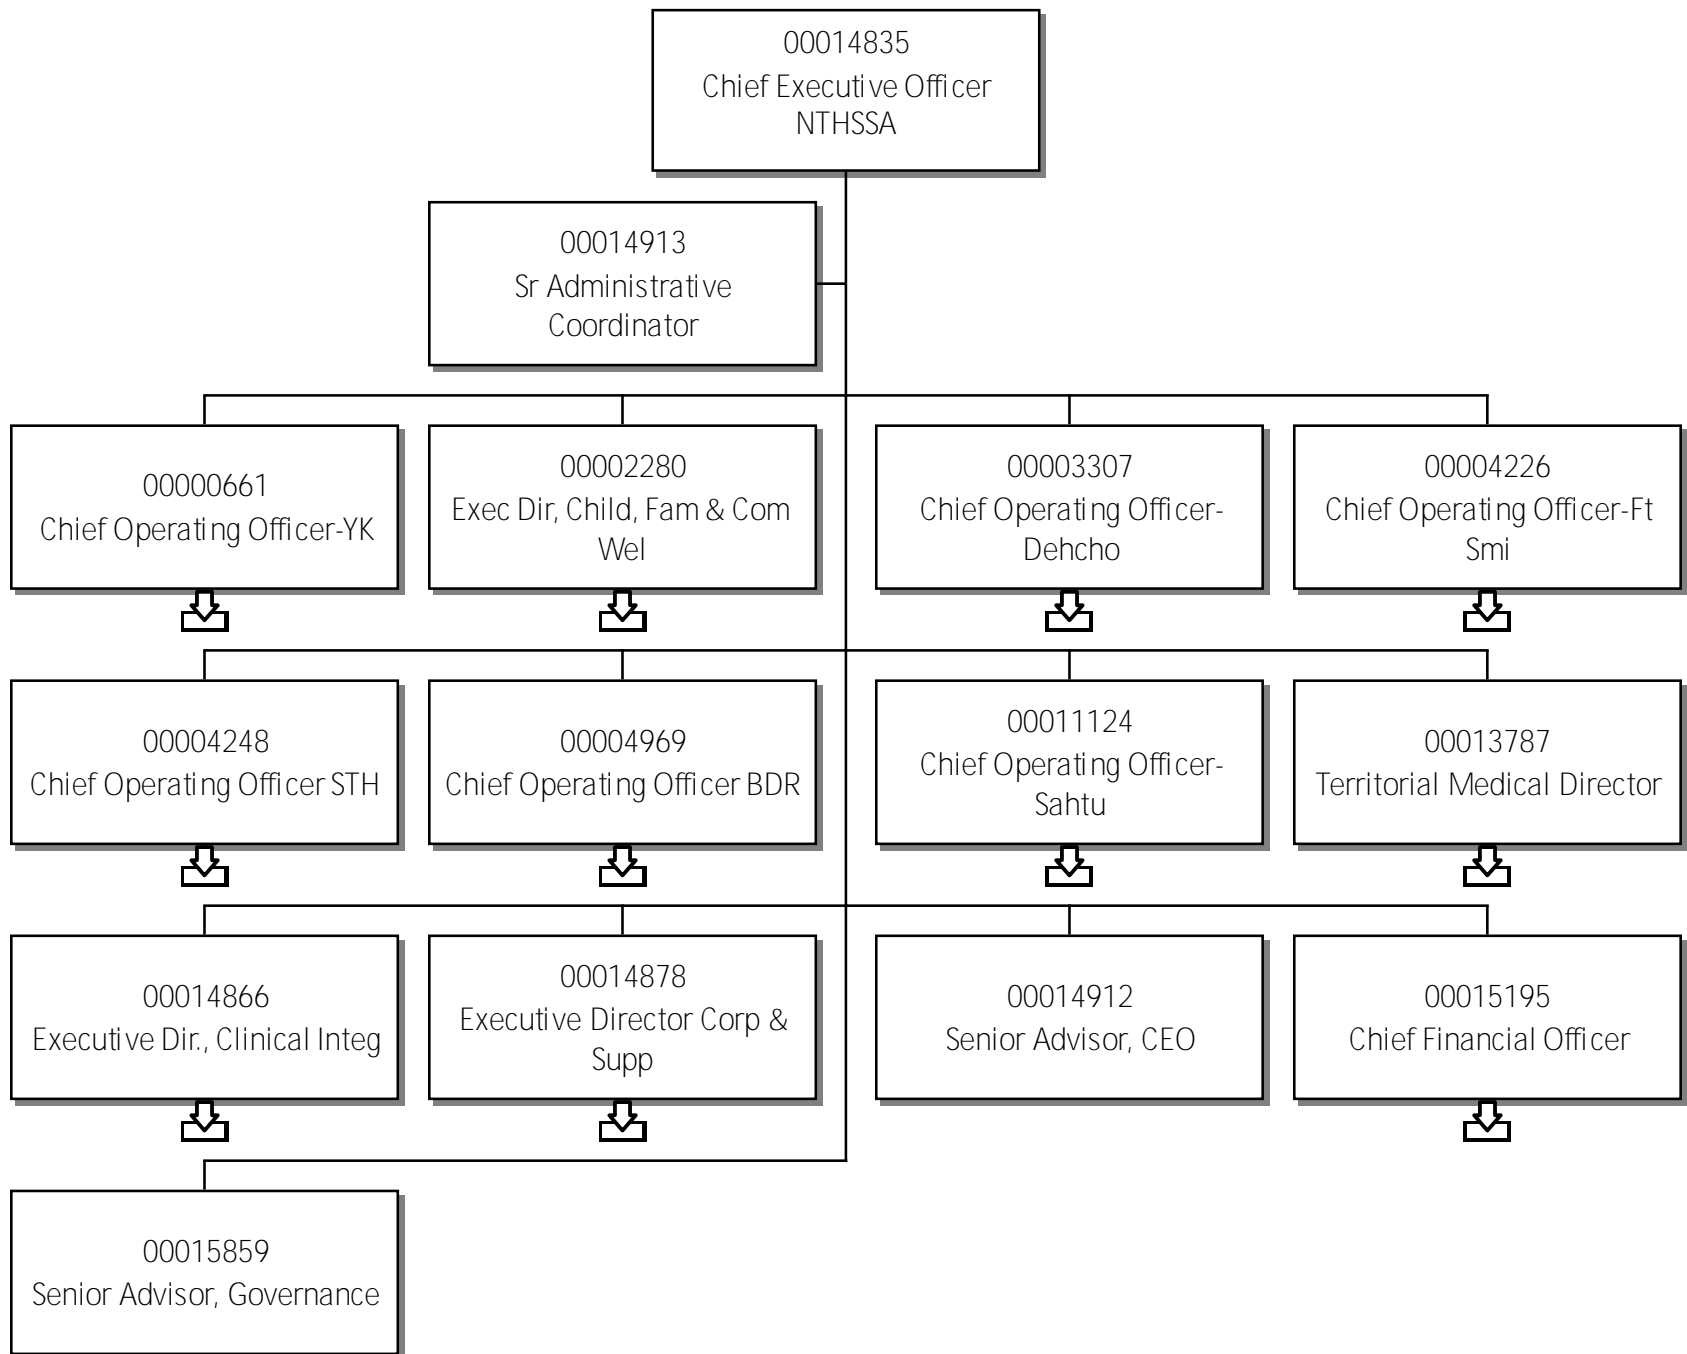 00014835
Chief Executive Officer
NTHSSA
00014913
Sr Administrative
Coordinator
00000661
Chief Operating Officer-YK
00002280
Exec Dir, Child, Fam & Com
Wel
00003307
Chief Operating Officer-
Dehcho
00004226
Chief Operating Officer-Ft
Smi
00004248
Chief Operating Officer STH
00004969
Chief Operating Officer BDR
00011124
Chief Operating Officer-
Sahtu
00013787
Territorial Medical Director
00014866
Executive Dir., Clinical Integ
00014878
Executive Director Corp &
Supp
00014912
Senior Advisor, CEO
00015195
Chief Financial Officer
00015859
Senior Advisor, Governance